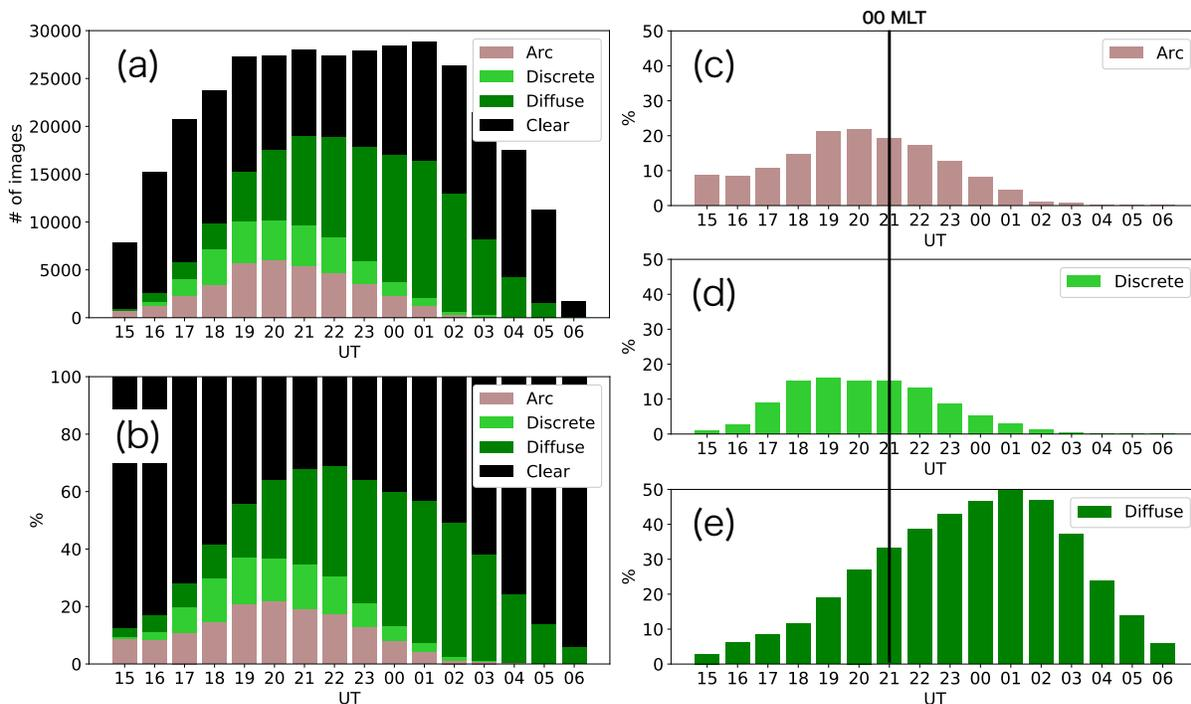 (a)
30000
25000
20000
15000
10000
5000
0
# of images
Arc
Discrete
Diffuse
Clear
15 16 17 18 19 20 21 22 23 00 01 02 03 04 05 06
UT
(b)
100
80
60
40
20
0
%
Arc
Discrete
Diffuse
Clear
15 16 17 18 19 20 21 22 23 00 01 02 03 04 05 06
UT
00 MLT
(c)
50
40
30
20
10
0
%
Arc
15 16 17 18 19 20 21 22 23 00 01 02 03 04 05 06
UT
(d)
50
40
30
20
10
0
%
Discrete
15 16 17 18 19 20 21 22 23 00 01 02 03 04 05 06
UT
(e)
50
40
30
20
10
0
%
Diffuse
15 16 17 18 19 20 21 22 23 00 01 02 03 04 05 06
UT